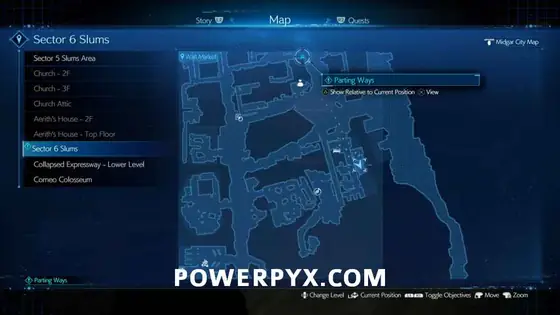 Story Map Quests
Sector 6 Slums
Midgar City Map
Sector 5 Slums Area
Church - 2F
Church - 3F
Church Attic
Aerith's House - 2F
Aerith's House - Top Floor
Sector 6 Slums
Collapsed Expressway - Lower Level
Corneo Colosseum
Wall Market
Parting Ways
Show Relative to Current Position View
Parting Ways
POWERPYX.COM
Change Level Current Position Toggle Objectives Move Zoom